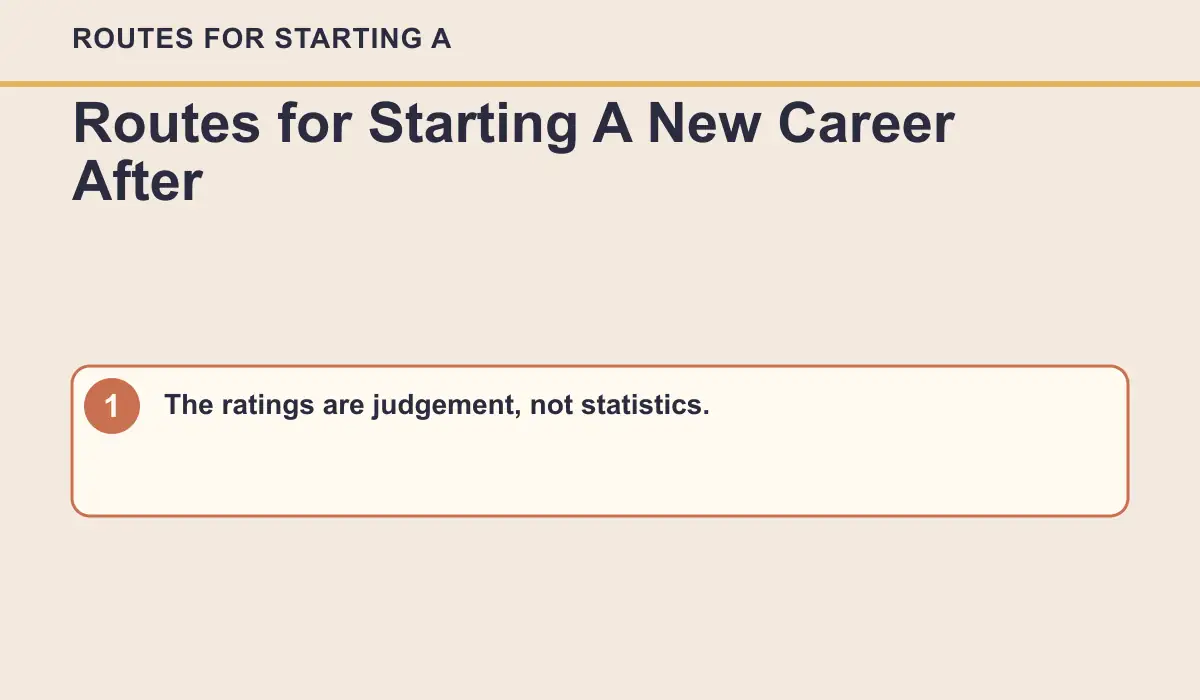 ROUTES FOR STARTING A
Routes for Starting A New Career
After
1
The ratings are judgement, not statistics.